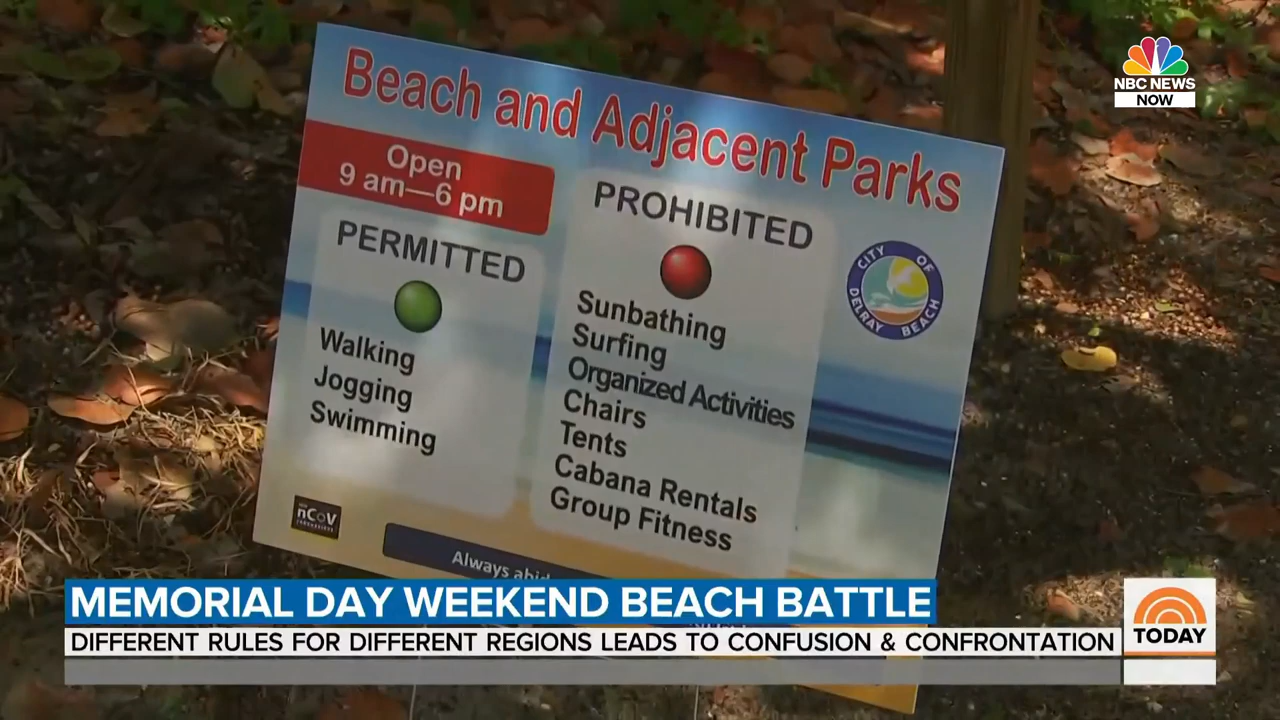 NBC NEWS
NOW
Beach and Adjacent Parks
Open
9 am—6 pm
PERMITTED
Walking
Jogging
Swimming
PROHIBITED
Sunbathing
Surfing
Organized Activities
Chairs
Tents
Cabana Rentals
Group Fitness
CITY OF
DELRAY BEACH
nCoV
Always
MEMORIAL DAY WEEKEND BEACH BATTLE
DIFFERENT RULES FOR DIFFERENT REGIONS LEADS TO CONFUSION & CONFRONTATION
TODAY